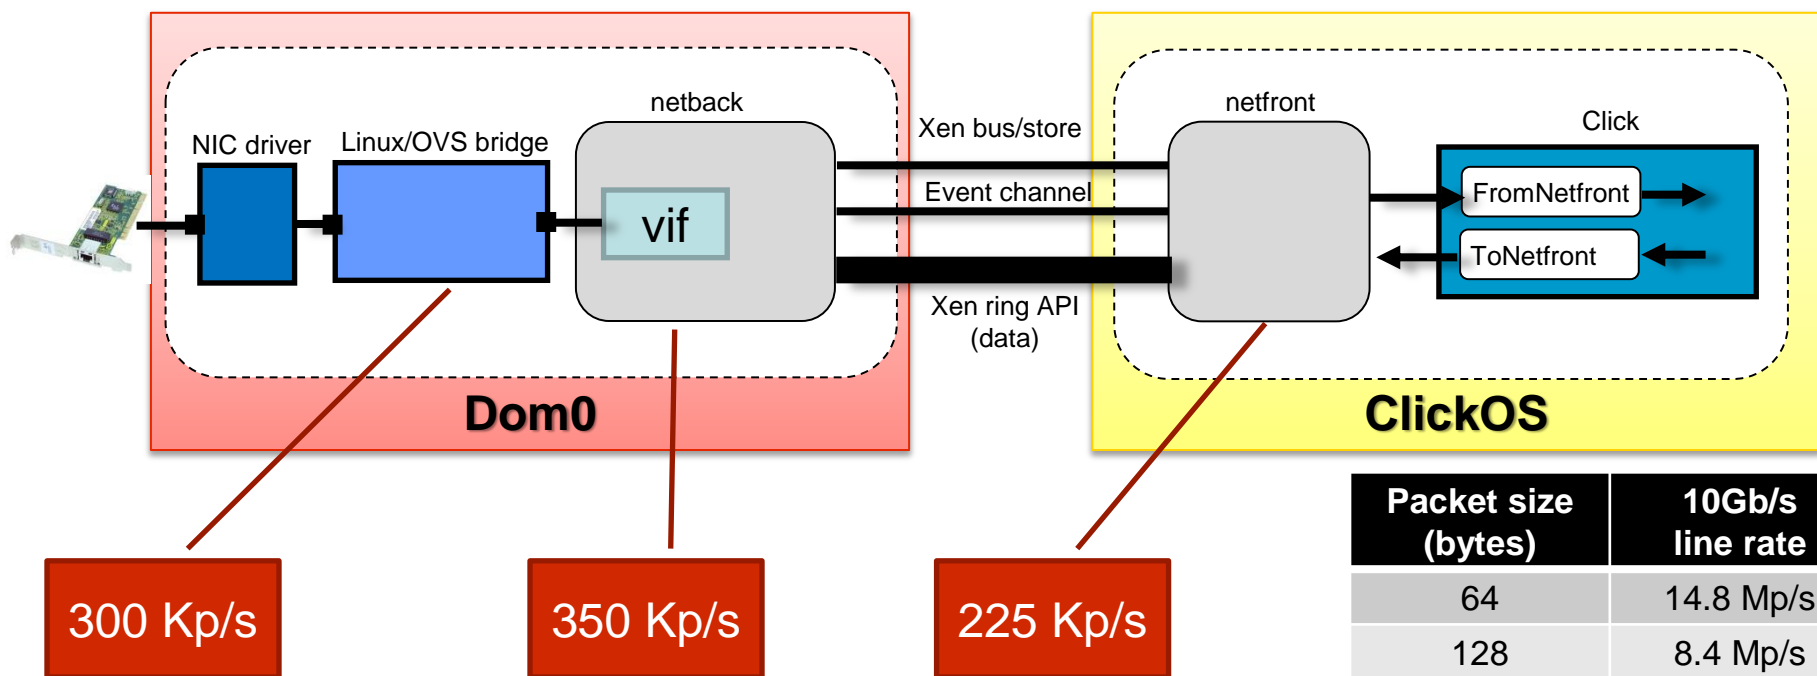 netback
netfront
Xen bus/store
Click
NIC driver
Linux/OVS bridge
FromNetfront
Event channel
vif
ToNetfront
Xen ring API
(data)
Dom0
ClickOS
Packet size
(bytes)
10Gb/s
line rate
64
14.8 Mp/s
128
8.4 Mp/s
300 Kp/s
350 Kp/s
225 Kp/s